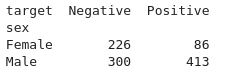 target Negative Positive
sex
Female 226 86
Male 300 413